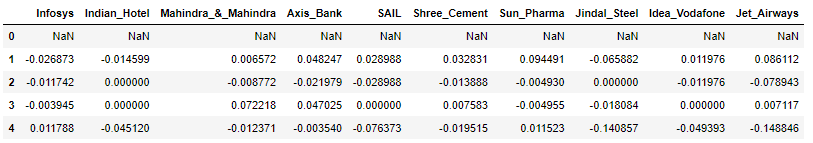 Infosys Indian_Hotel Mahindra_&_Mahindra Axis_Bank SAIL Shree_Cement Sun_Pharma Jindal_Steel Idea_Vodafone Jet_Airways
0 NaN NaN NaN NaN NaN NaN NaN NaN NaN NaN
1 -0.026873 -0.014599 0.006572 0.048247 0.028988 0.032831 0.094491 -0.065882 0.011976 0.086112
2 -0.011742 0.000000 -0.008772 -0.021979 -0.028988 -0.013888 -0.004930 0.000000 -0.011976 -0.078943
3 -0.003945 0.000000 0.072218 0.047025 0.000000 0.007583 -0.004955 -0.018084 0.000000 0.007117
4 0.011788 -0.045120 -0.012371 -0.003540 -0.076373 -0.019515 0.011523 -0.140857 -0.049393 -0.148846